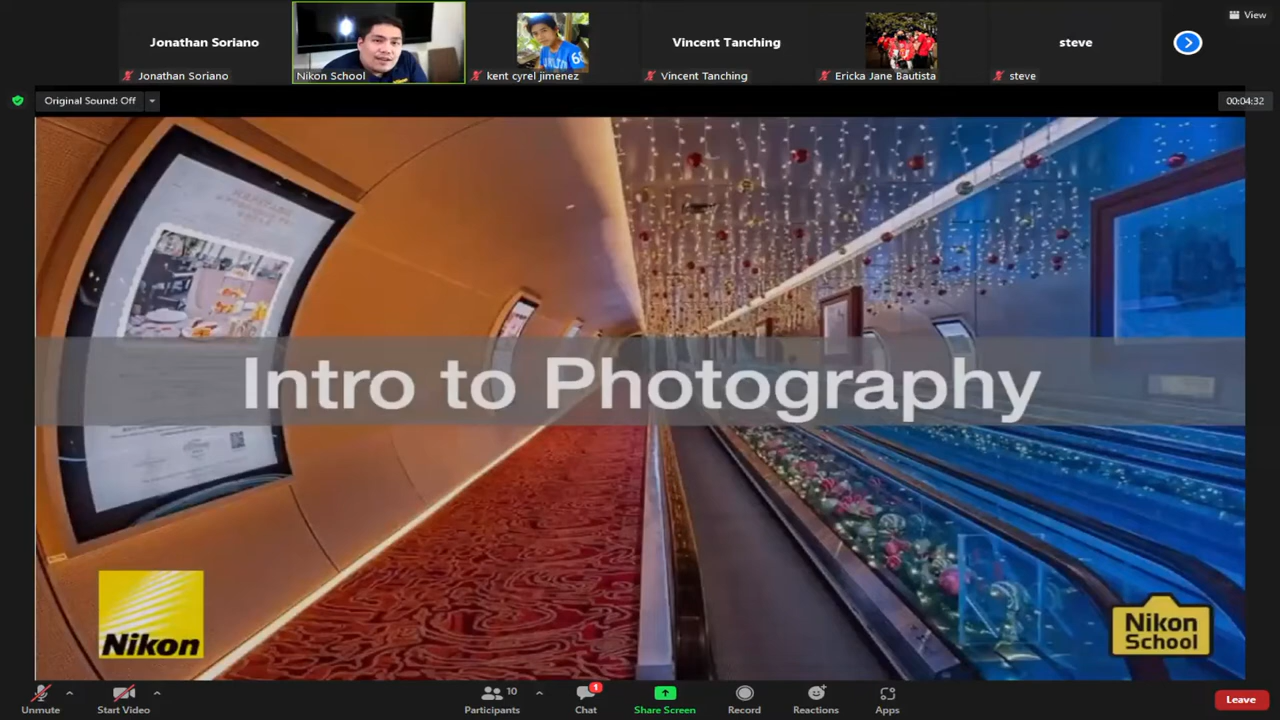 View
Jonathan Soriano
Vincent Tanching
steve
Jonathan Soriano
Nikon School
kent cyrel jimenez
Vincent Tanching
Ericka Jane Bautista
steve
Original Sound: Off
00:04:32
Intro to Photography
Nikon
Nikon
School
10
1
Unmute
Start Video
Participants
Chat
Share Screen
Record
Reactions
Apps
Leave